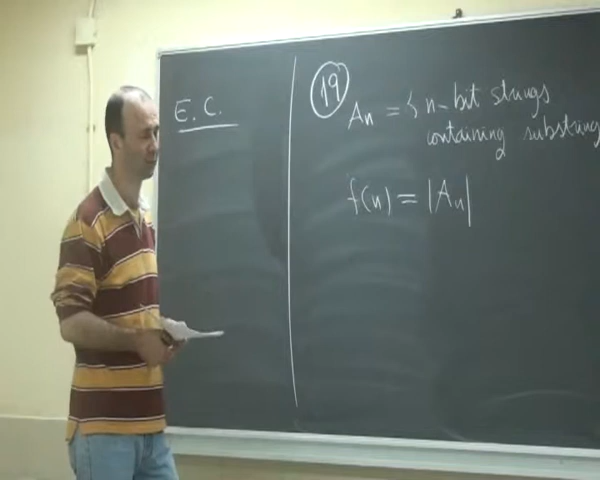 E. C.
19
An = { n-bit strings
containing substring
f(n) = |An|